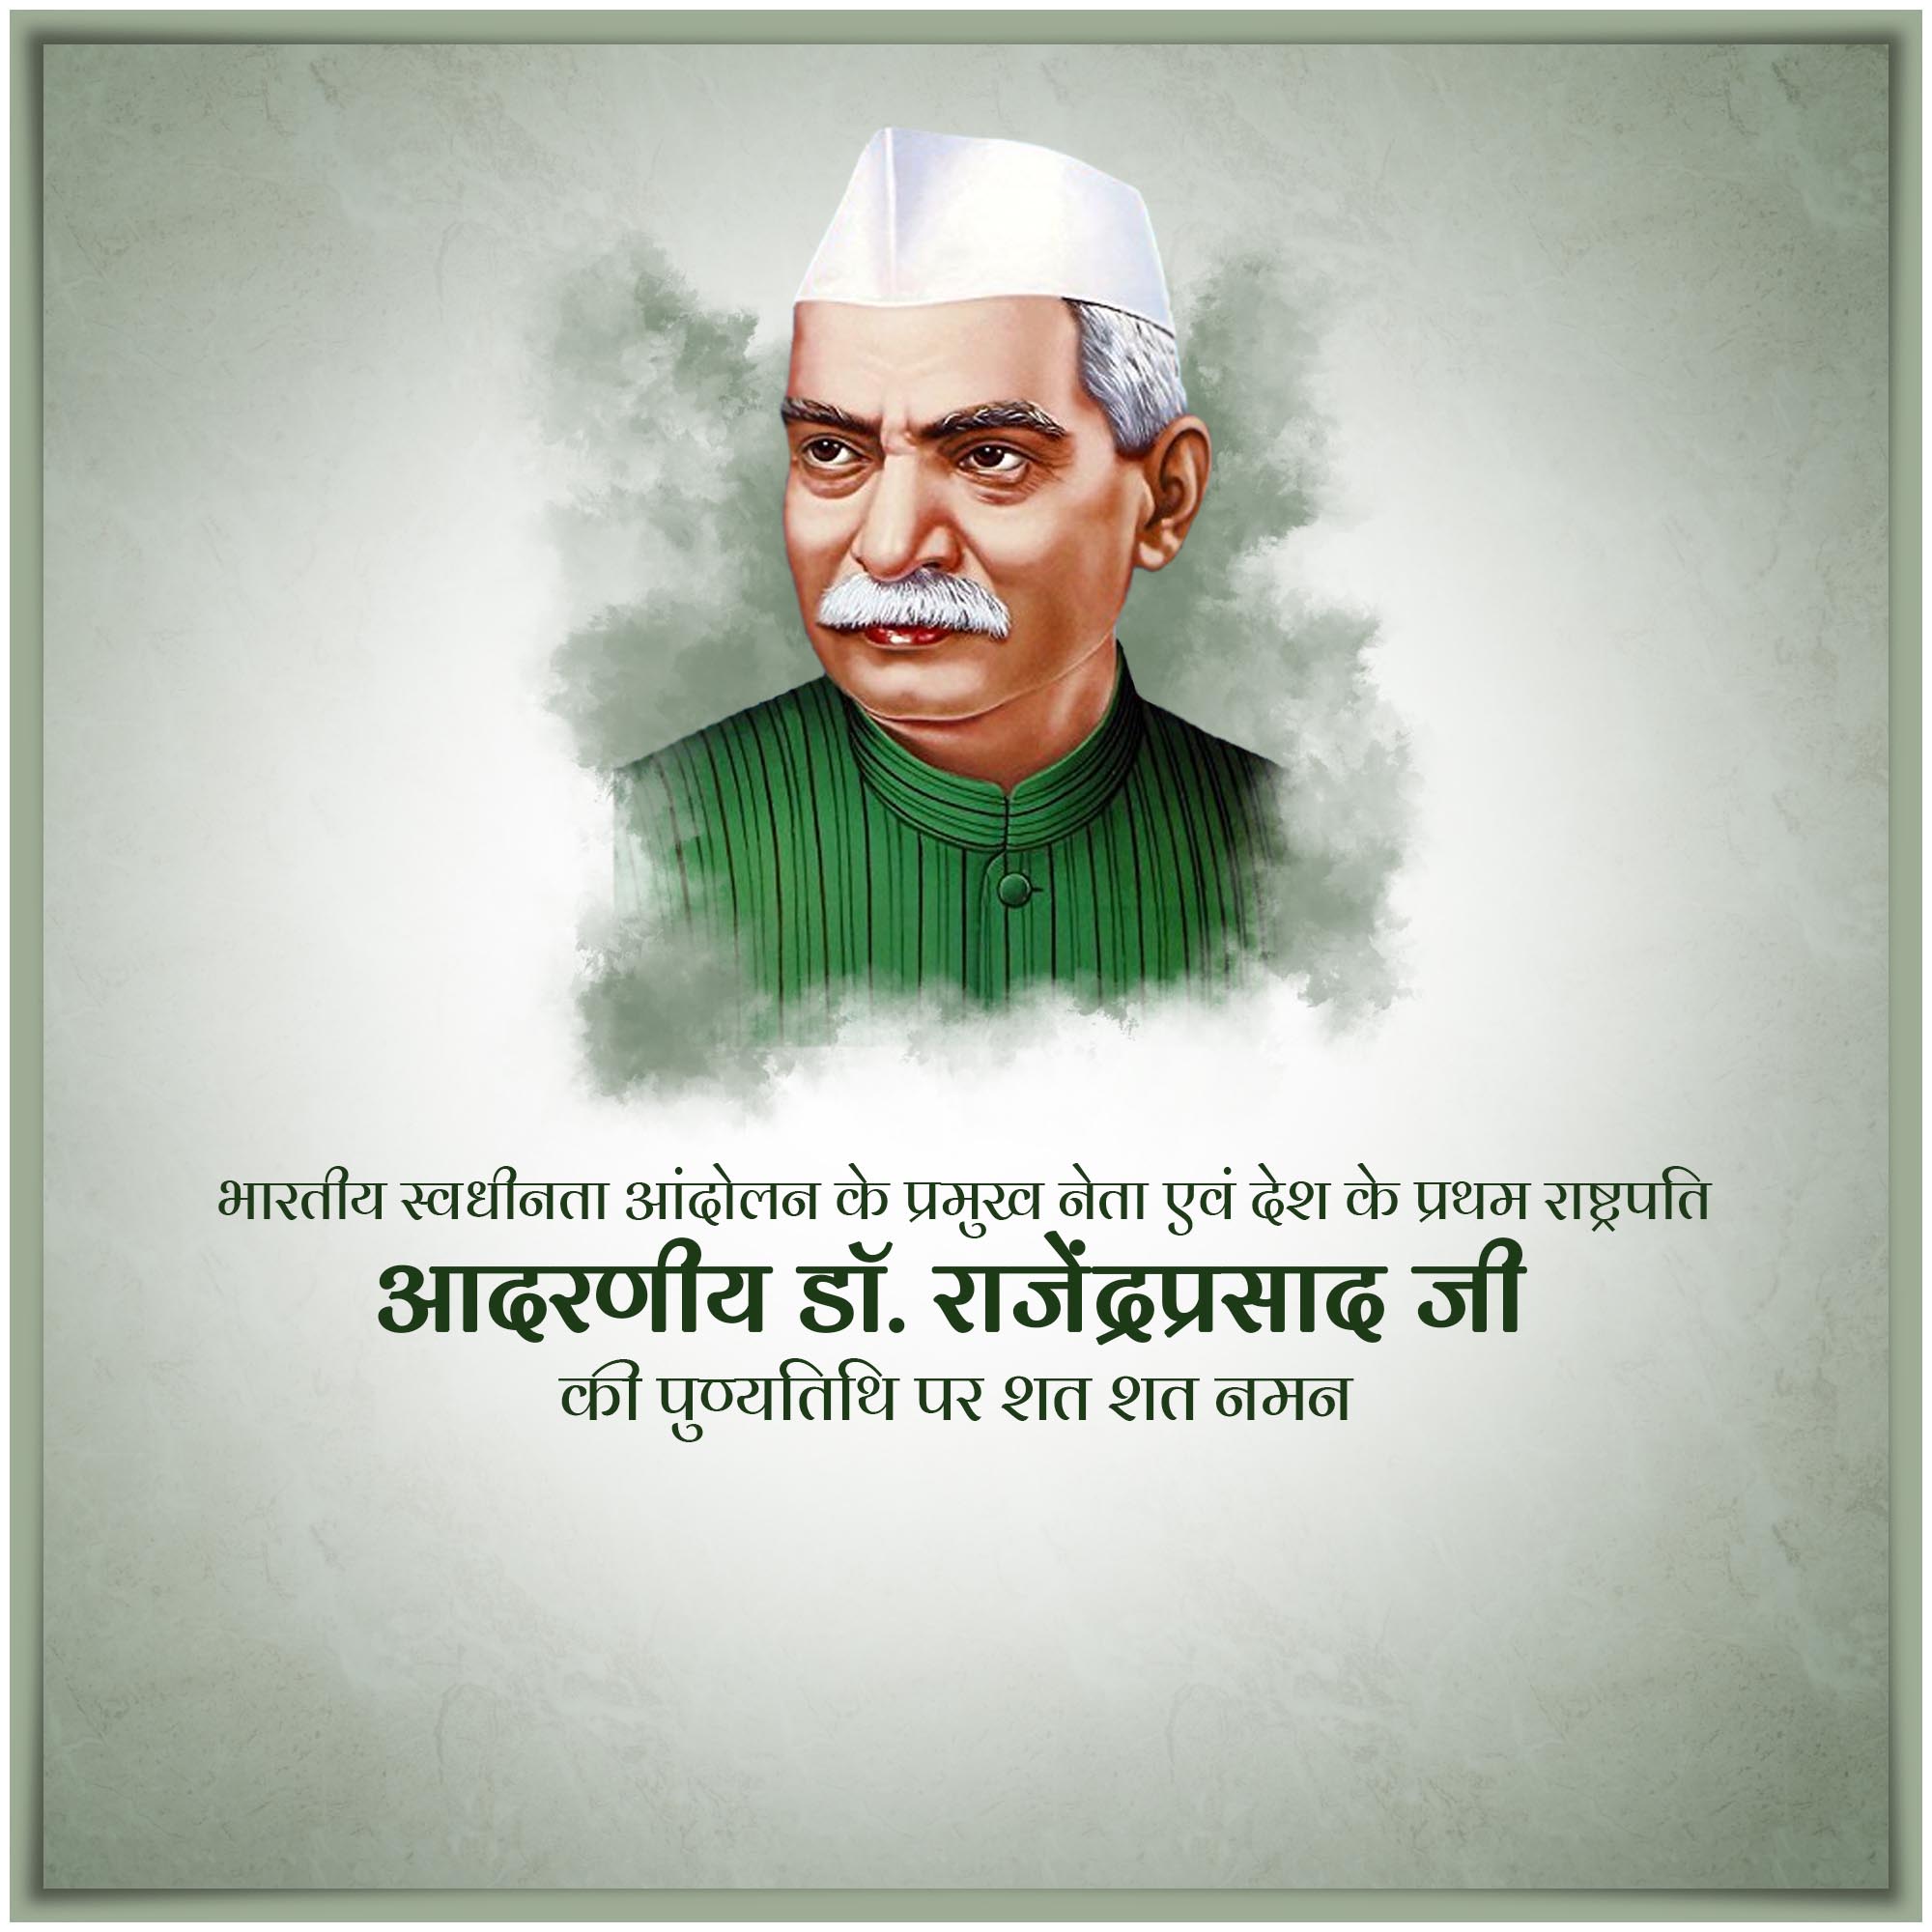 भारतीय स्वधीनता आंदोलन के प्रमुख नेता एवं देश के प्रथम राष्ट्रपति
आदरणीय डॉ. राजेंद्रप्रसाद जी
की पुण्यतिथि पर शत शत नमन